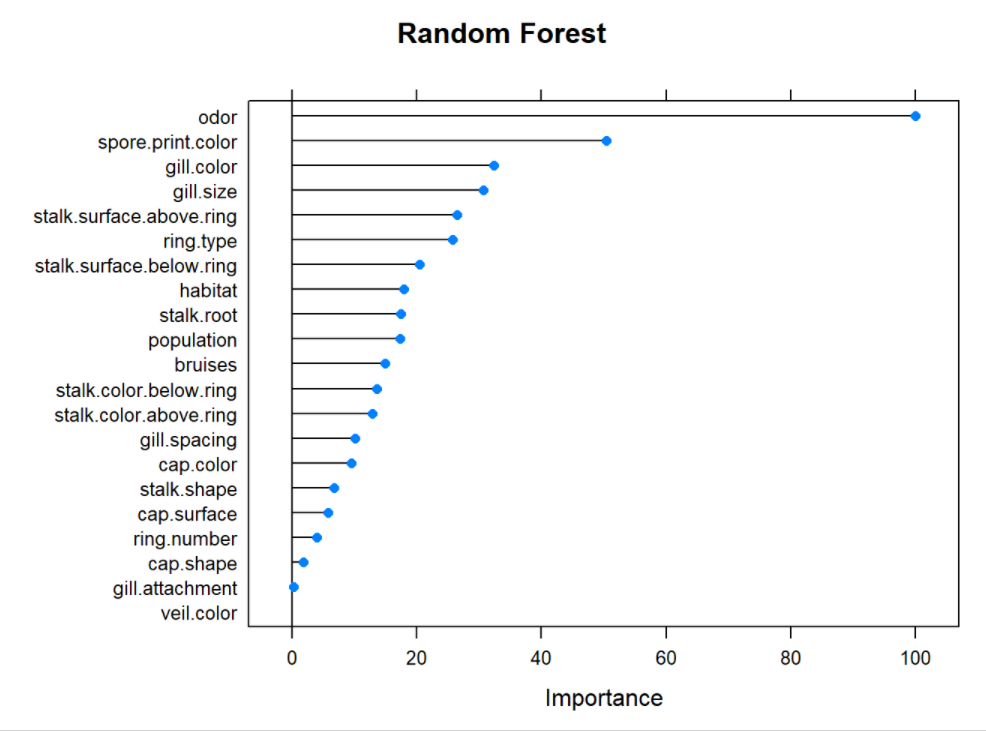 Random Forest
odor
spore.print.color
gill.color
gill.size
stalk.surface.above.ring
ring.type
stalk.surface.below.ring
habitat
stalk.root
population
bruises
stalk.color.below.ring
stalk.color.above.ring
gill.spacing
cap.color
stalk.shape
cap.surface
ring.number
cap.shape
gill.attachment
veil.color
0 20 40 60 80 100
Importance